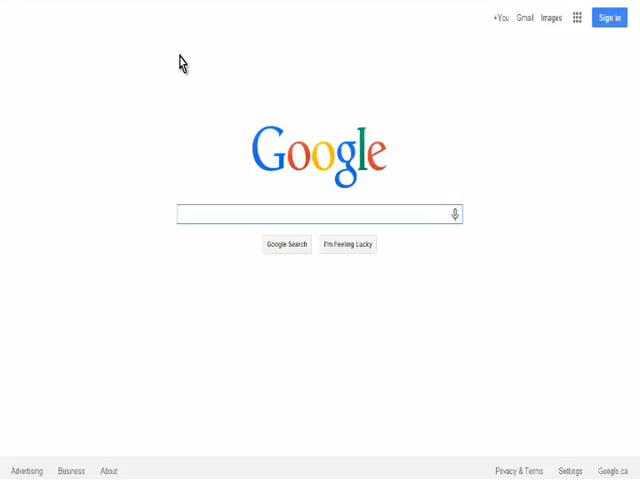 +You Gmail Images Sign in
Google
Google Search I'm Feeling Lucky
Advertising Business About Privacy & Terms Settings Google.ca